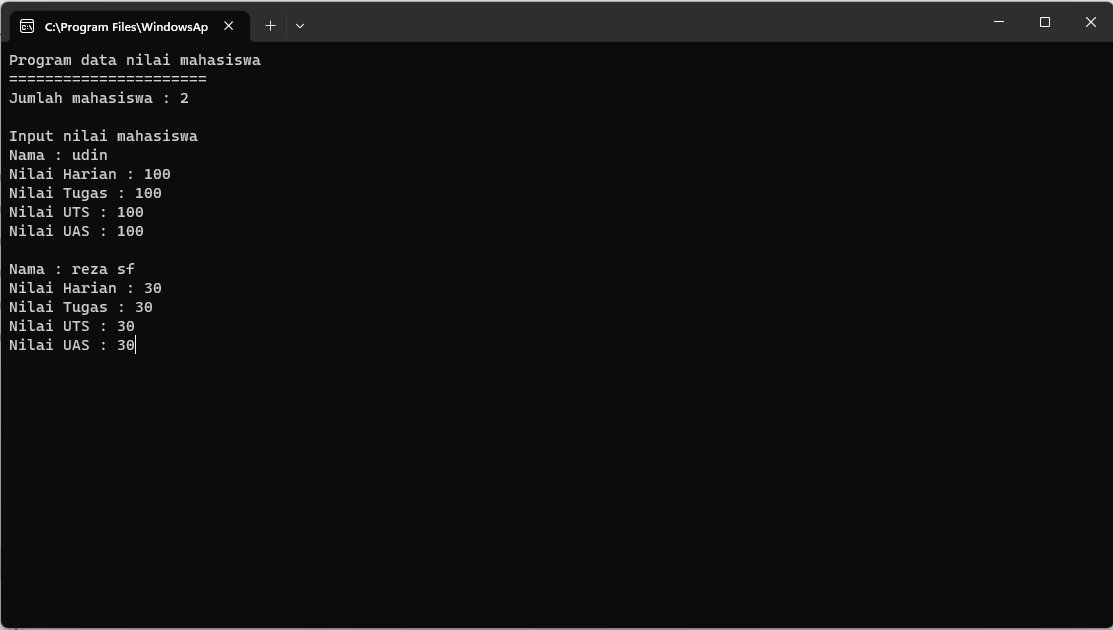 C:\Program Files\WindowsAp
Program data nilai mahasiswa
======================
Jumlah mahasiswa : 2
Input nilai mahasiswa
Nama : udin
Nilai Harian : 100
Nilai Tugas : 100
Nilai UTS : 100
Nilai UAS : 100
Nama : reza sf
Nilai Harian : 30
Nilai Tugas : 30
Nilai UTS : 30
Nilai UAS : 30